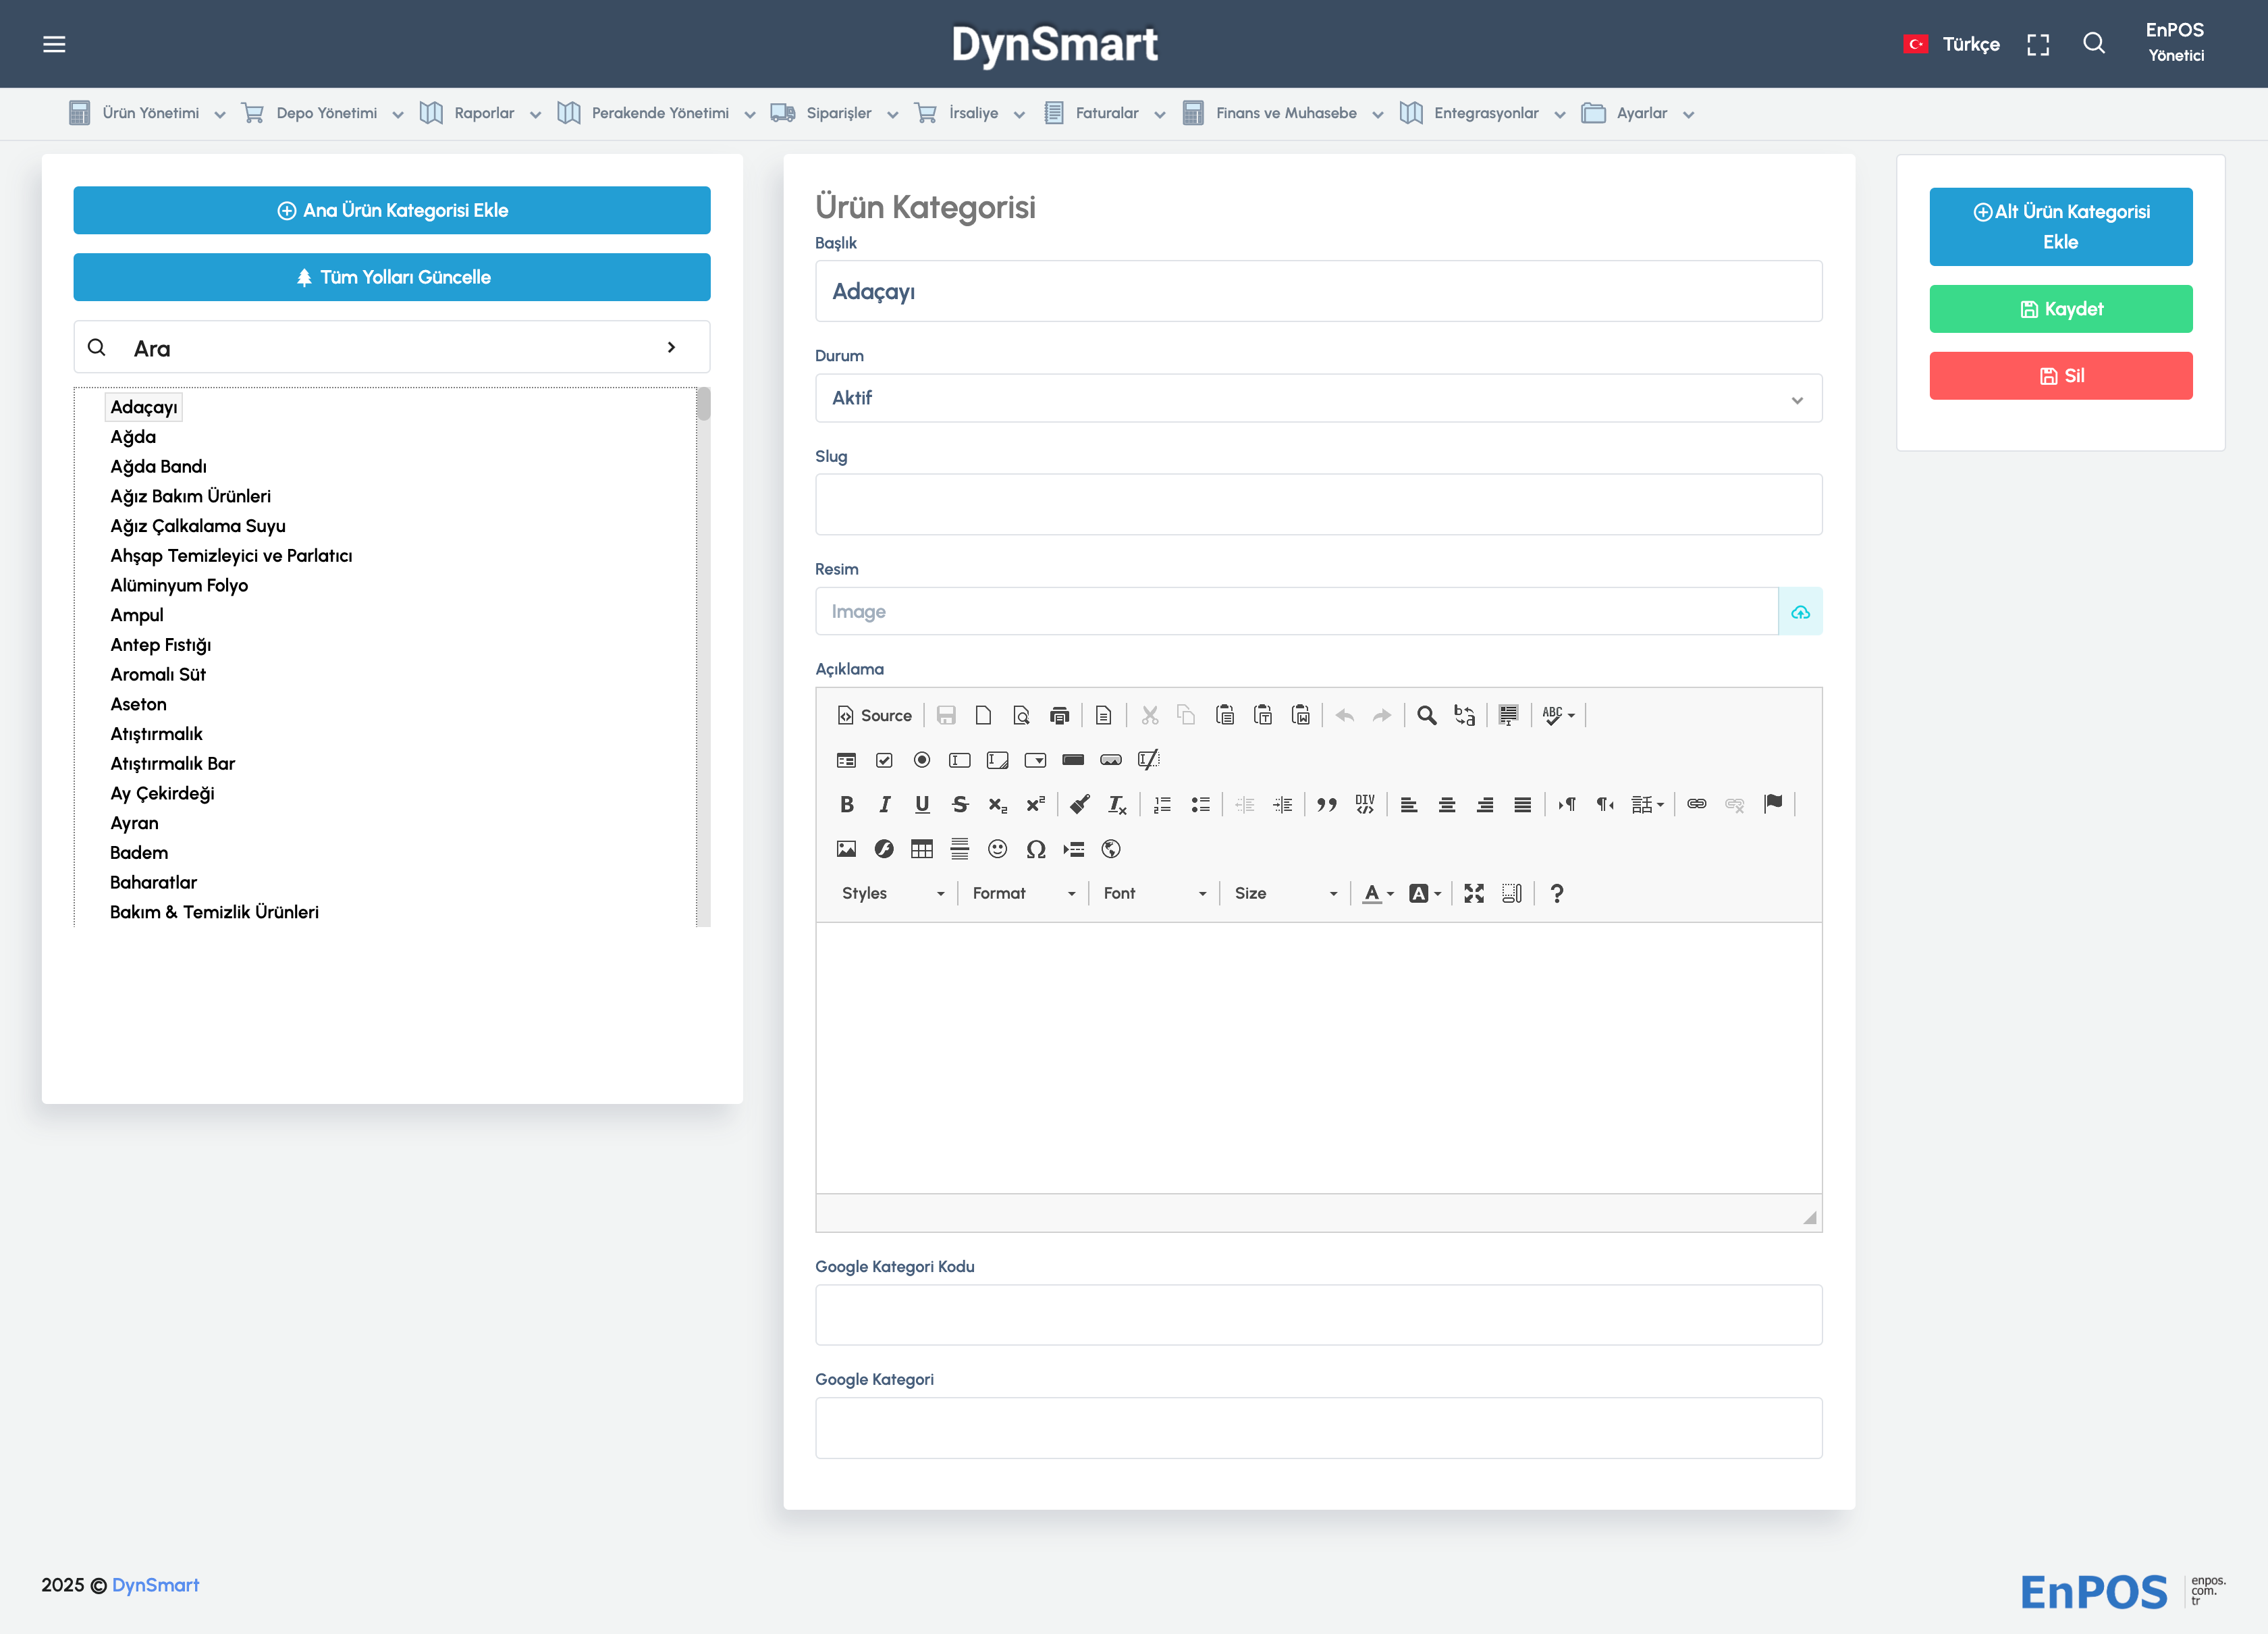 DynSmart
Türkçe
EnPOS
Yönetici
Ürün Yönetimi
Depo Yönetimi
Raporlar
Perakende Yönetimi
Siparişler
İrsaliye
Faturalar
Finans ve Muhasebe
Entegrasyonlar
Ayarlar
Ana Ürün Kategorisi Ekle
Tüm Yolları Güncelle
Ara
Adaçayı
Ağda
Ağda Bandı
Ağız Bakım Ürünleri
Ağız Çalkalama Suyu
Ahşap Temizleyici ve Parlatıcı
Alüminyum Folyo
Ampul
Antep Fıstığı
Aromalı Süt
Aseton
Atıştırmalık
Atıştırmalık Bar
Ay Çekirdeği
Ayran
Badem
Baharatlar
Bakım & Temizlik Ürünleri
Ürün Kategorisi
Başlık
Adaçayı
Durum
Aktif
Slug
Resim
Image
Açıklama
Source
ABC
DIV
Styles
Format
Font
Size
Google Kategori Kodu
Google Kategori
Alt Ürün Kategorisi
Ekle
Kaydet
Sil
2025 © DynSmart
EnPOS
enpos.
com.
tr